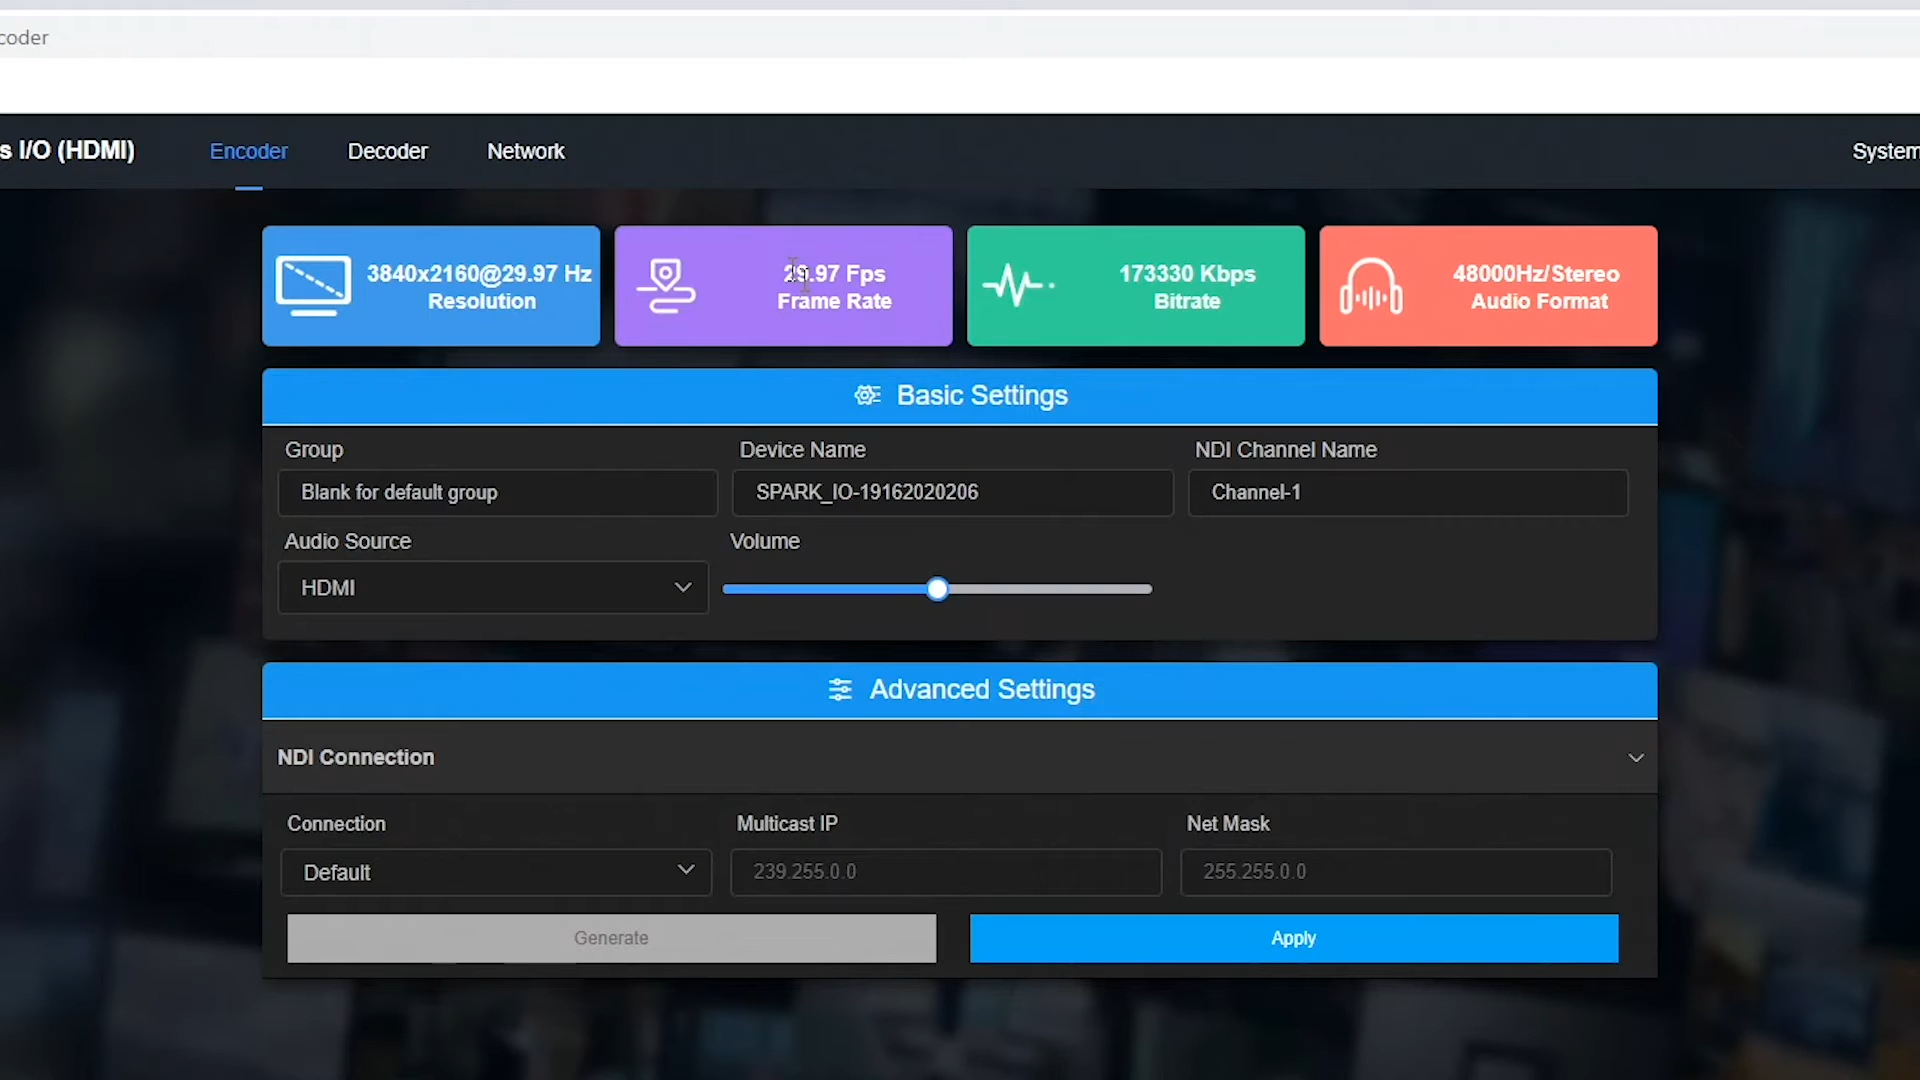 coder
s I/O (HDMI)
Encoder
Decoder
Network
System
3840x2160@29.97 Hz
Resolution
29.97 Fps
Frame Rate
173330 Kbps
Bitrate
48000Hz/Stereo
Audio Format
Basic Settings
Group
Device Name
NDI Channel Name
Blank for default group
SPARK_IO-19162020206
Channel-1
Audio Source
Volume
HDMI
Advanced Settings
NDI Connection
Connection
Multicast IP
Net Mask
Default
239.255.0.0
255.255.0.0
Generate
Apply